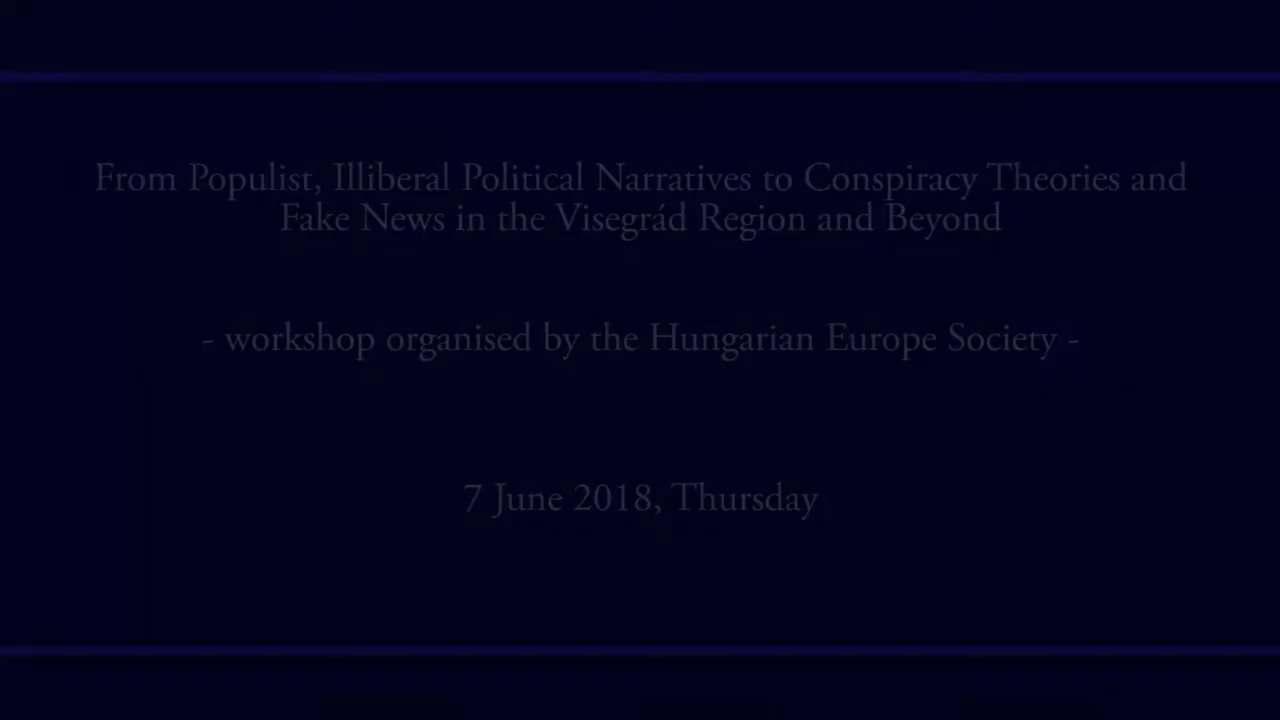 From Populist, Illiberal Political Narratives to Conspiracy Theories and
Fake News in the Visegrád Region and Beyond
- workshop organised by the Hungarian Europe Society -
7 June 2018, Thursday